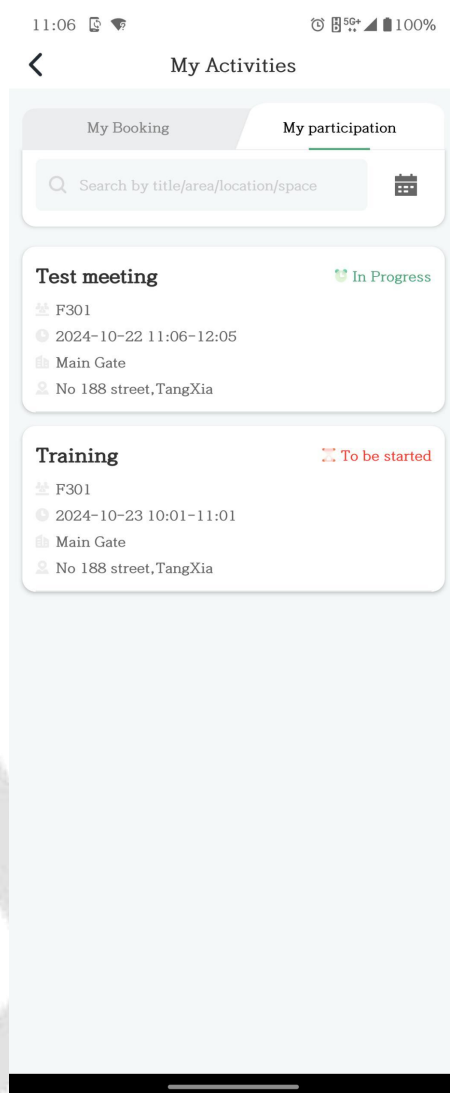 11:06 5G+ 100%
My Activities
My Booking My participation
Search by title/area/location/space
Test meeting In Progress
F301
2024-10-22 11:06-12:05
Main Gate
No 188 street,TangXia
Training To be started
F301
2024-10-23 10:01-11:01
Main Gate
No 188 street,TangXia